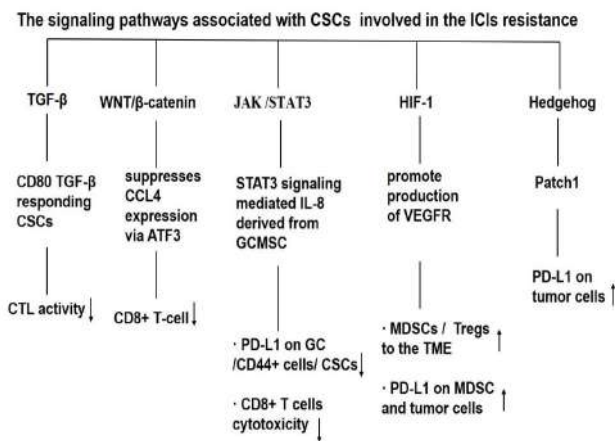 The signaling pathways associated with CSCs involved in the ICIs resistance
TGF-β
WNT/β-catenin
JAK /STAT3
HIF-1
Hedgehog
CD80 TGF-β
responding
CSCs
suppresses
CCL4
expression
via ATF3
STAT3 signaling
mediated IL-8
derived from
GCMSC
promote
production
of VEGFR
Patch1
CTL activity↓
CD8+ T-cell↓
· PD-L1 on GC
/CD44+ cells/ CSCs↓
· CD8+ T cells
cytotoxicity↓
· MDSCs / Tregs
to the TME↑
· PD-L1 on MDSC
and tumor cells↑
PD-L1 on
tumor cells↑